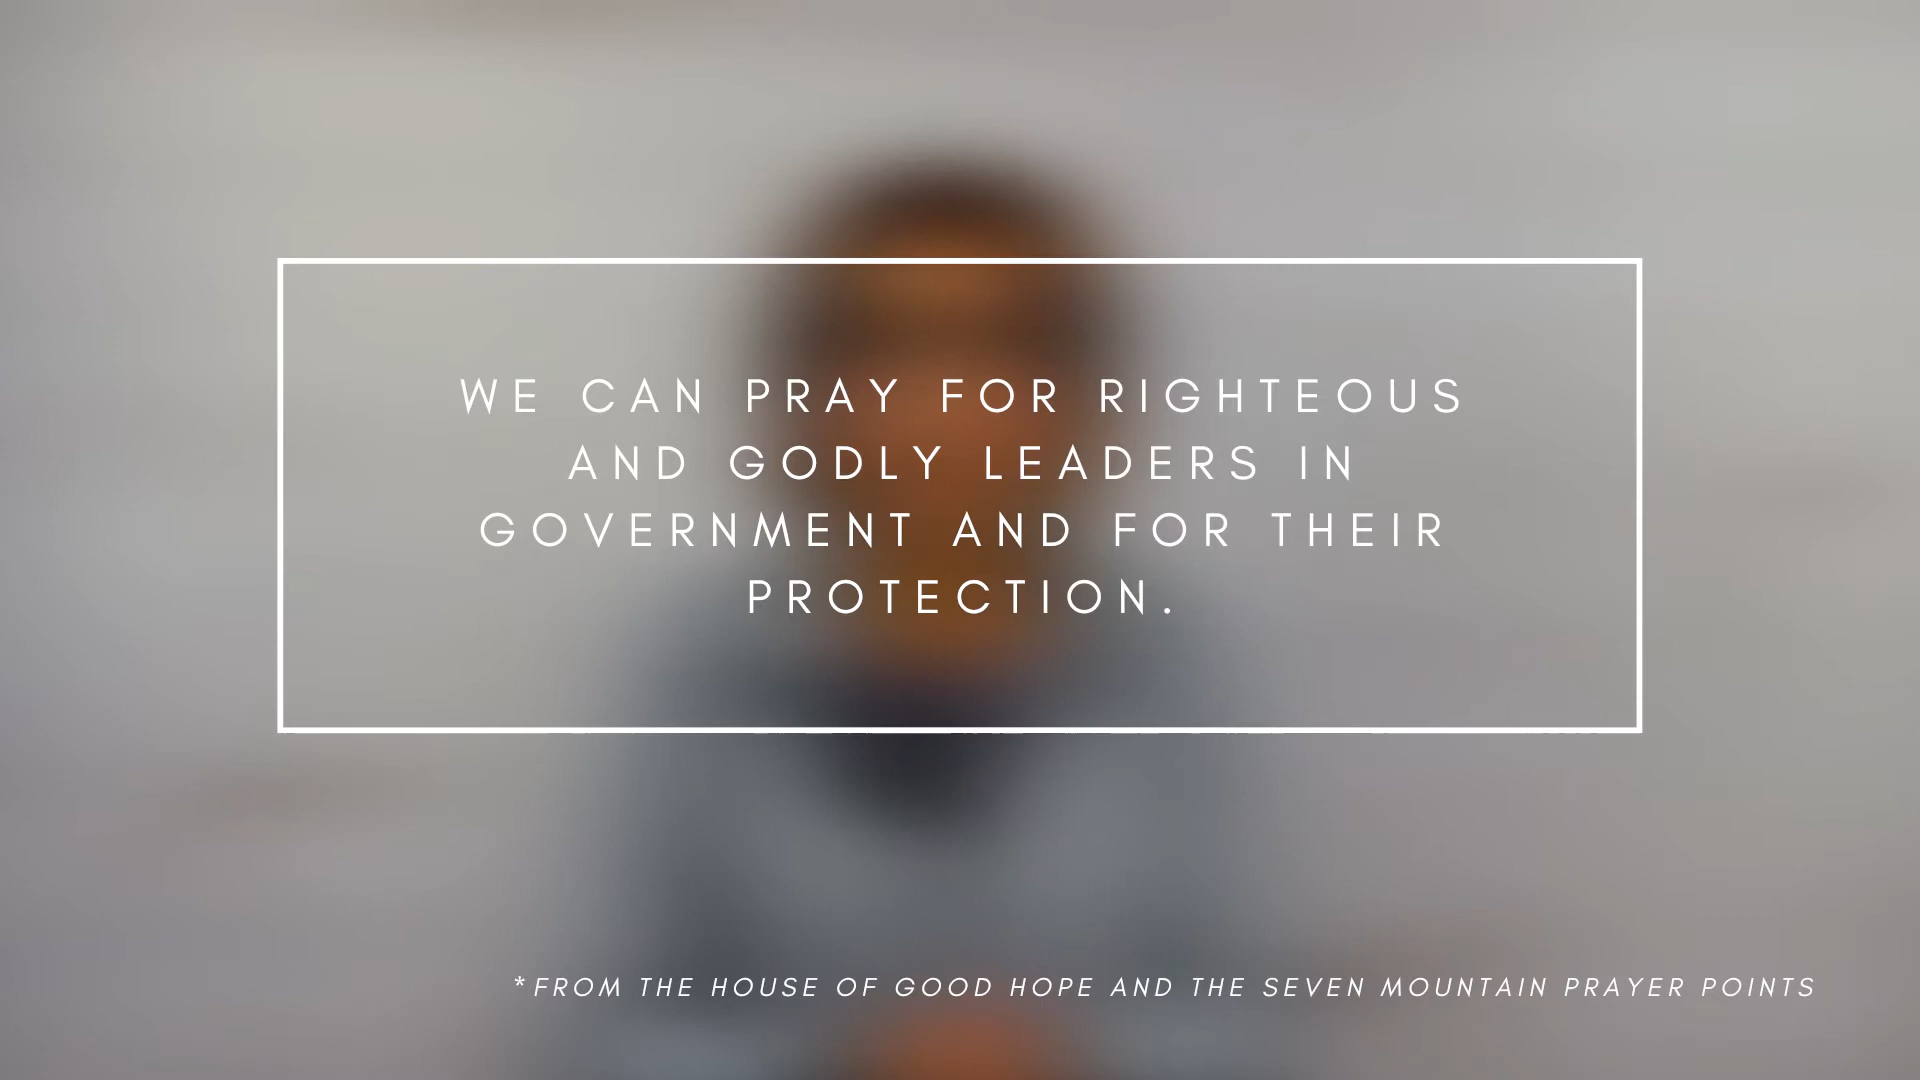 WE CAN PRAY FOR RIGHTEOUS
AND GODLY LEADERS IN
GOVERNMENT AND FOR THEIR
PROTECTION.
*FROM THE HOUSE OF GOOD HOPE AND THE SEVEN MOUNTAIN PRAYER POINTS